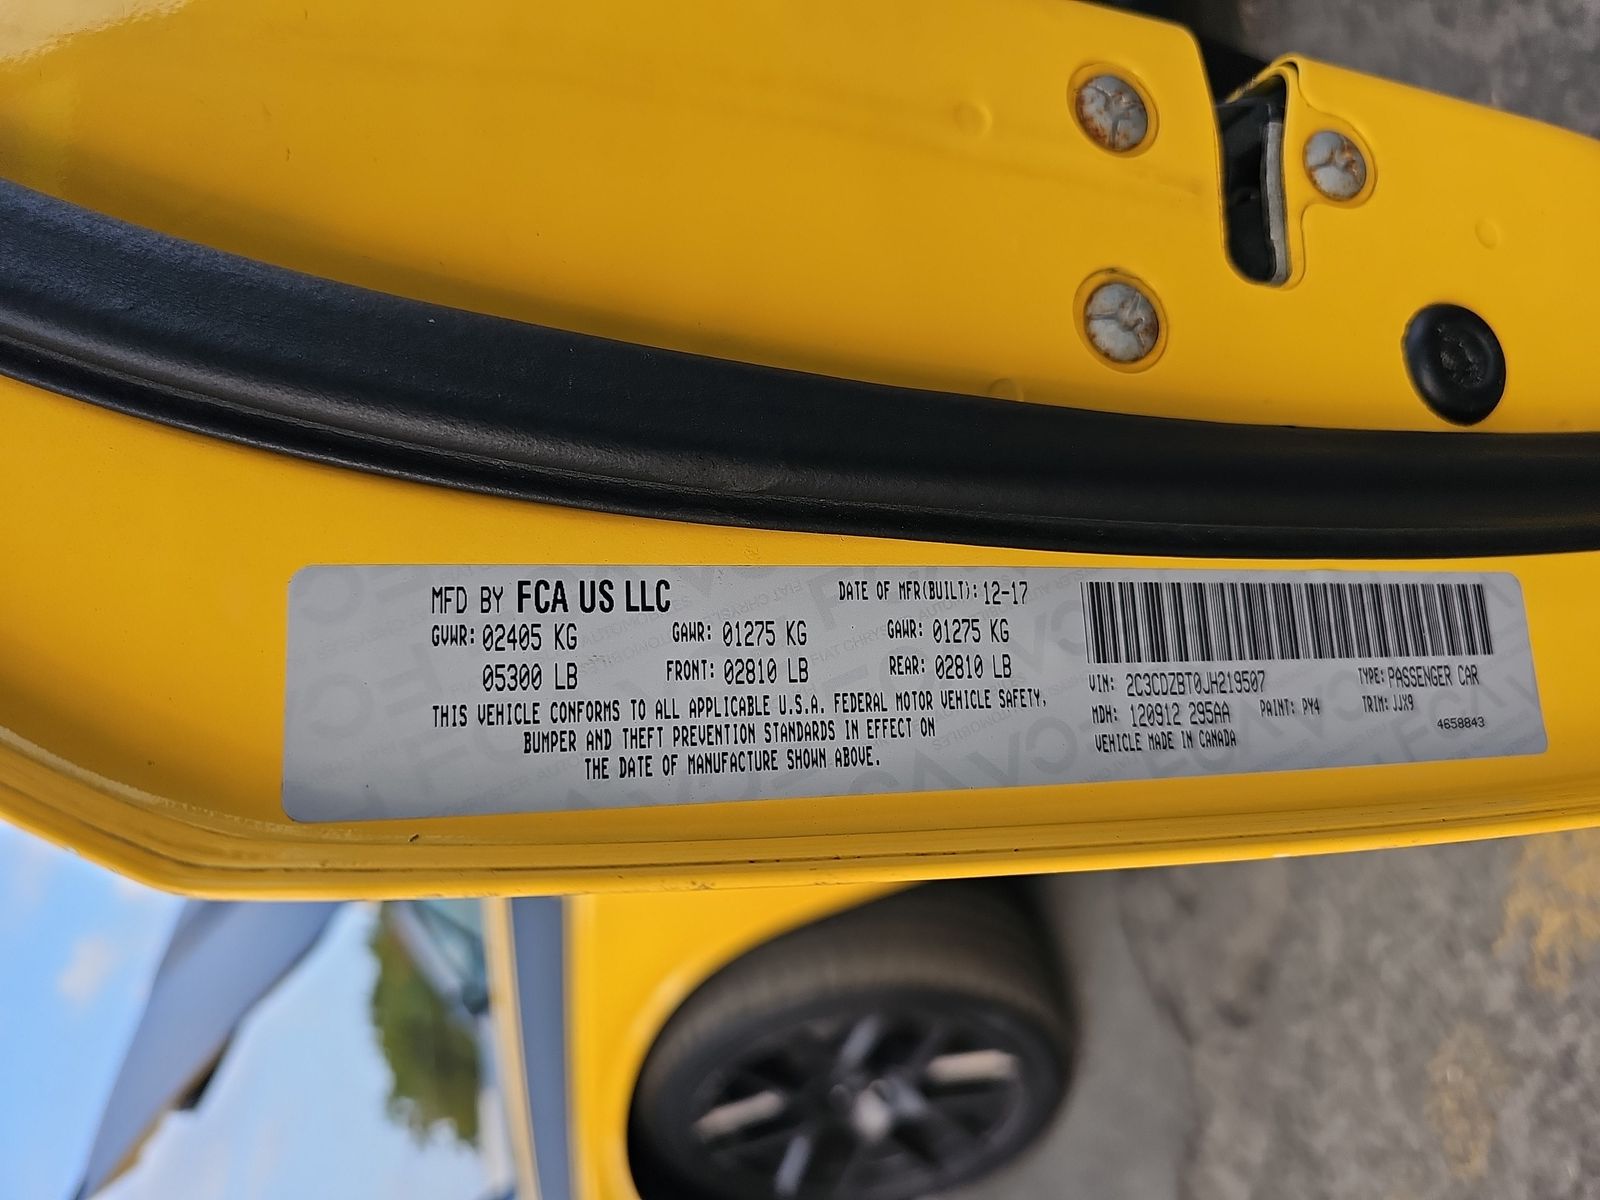 MFD BY FCA US LLC
DATE OF MFR(BUILT): 12-17
GVWR: 02405 KG GAWR: 01275 KG GAWR: 01275 KG
05300 LB FRONT: 02810 LB REAR: 02810 LB
THIS VEHICLE CONFORMS TO ALL APPLICABLE U.S.A. FEDERAL MOTOR VEHICLE SAFETY,
BUMPER AND THEFT PREVENTION STANDARDS IN EFFECT ON
THE DATE OF MANUFACTURE SHOWN ABOVE.
VIN: 2C3CDZBT0JH219507 TYPE: PASSENGER CAR
MDH: 120912 295AA PAINT: PY4 TRIM: JJX9
VEHICLE MADE IN CANADA 4658843